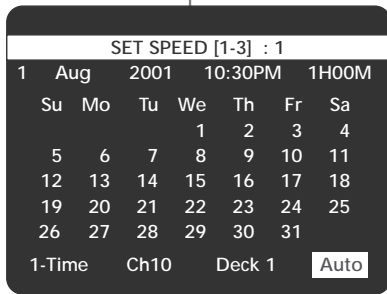 SET SPEED [1-3] : 1
1 Aug 2001 10:30PM 1H00M
Su Mo Tu We Th Fr Sa
1 2 3 4
5 6 7 8 9 10 11
12 13 14 15 16 17 18
19 20 21 22 23 24 25
26 27 28 29 30 31
1-Time Ch10 Deck 1 Auto